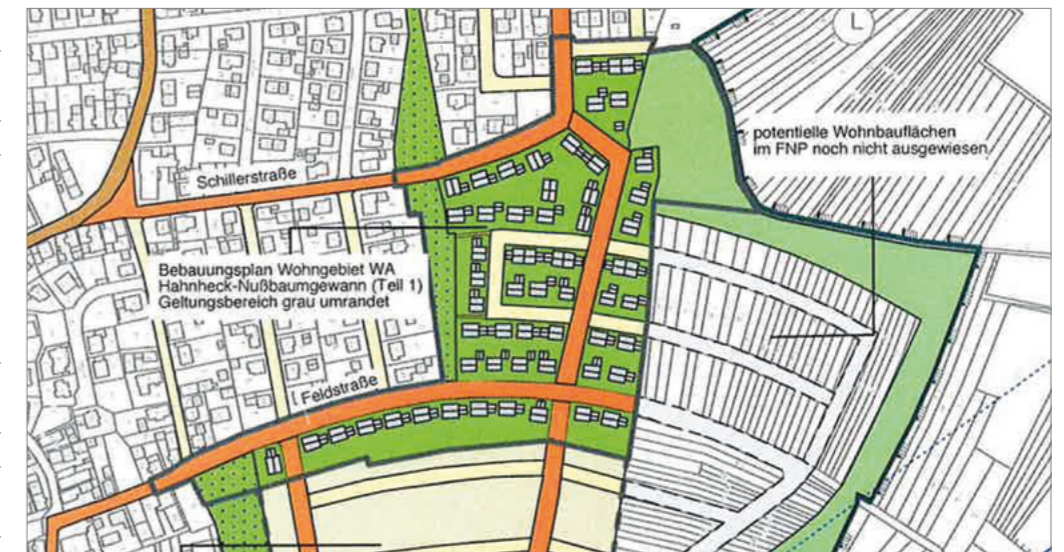 L
potentielle Wohnbauflächen
im FNP noch nicht ausgewiesen
Schillerstraße
Bebauungsplan Wohngebiet WA
Hahnheck-Nußbaumgewann (Teil 1)
Geltungsbereich grau umrandet
Feldstraße